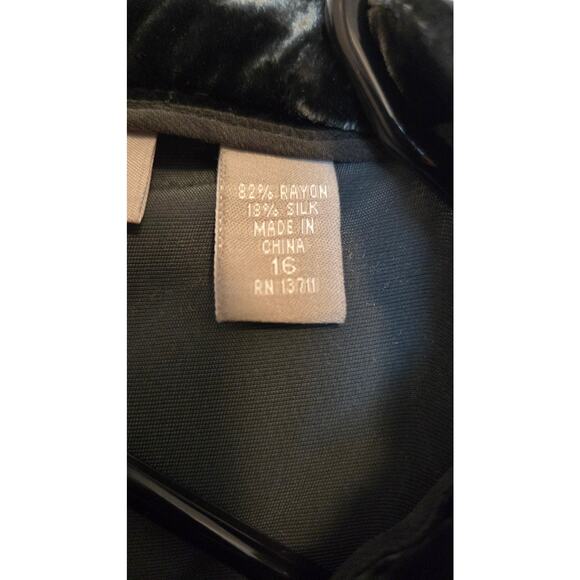 82% RAYON
18% SILK
MADE IN
CHINA
16
RN 13711